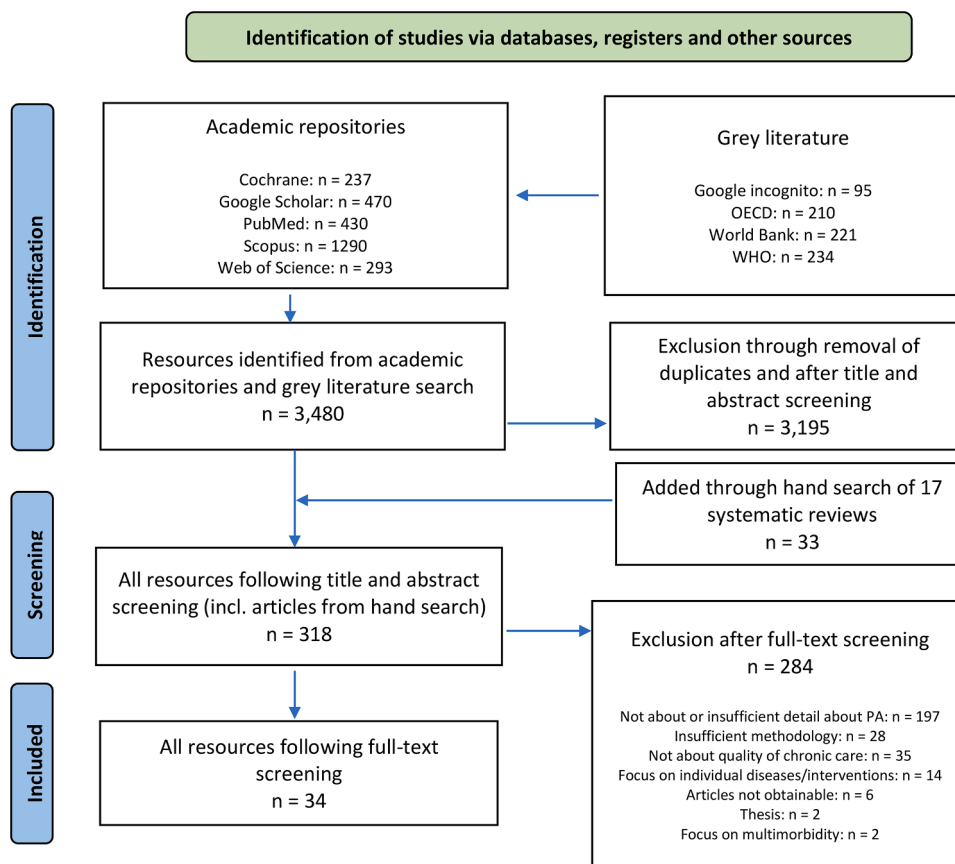 Identification of studies via databases, registers and other sources
Identification
Academic repositories
Cochrane: n = 237
Google Scholar: n = 470
PubMed: n = 430
Scopus: n = 1290
Web of Science: n = 293
Grey literature
Google incognito: n = 95
OECD: n = 210
World Bank: n = 221
WHO: n = 234
Resources identified from academic
repositories and grey literature search
n = 3,480
Exclusion through removal of
duplicates and after title and
abstract screening
n = 3,195
Screening
Added through hand search of 17
systematic reviews
n = 33
All resources following title and abstract
screening (incl. articles from hand search)
n = 318
Exclusion after full-text screening
n = 284
Not about or insufficient detail about PA: n = 197
Insufficient methodology: n = 28
Not about quality of chronic care: n = 35
Focus on individual diseases/interventions: n = 14
Articles not obtainable: n = 6
Thesis: n = 2
Focus on multimorbidity: n = 2
Included
All resources following full-text
screening
n = 34